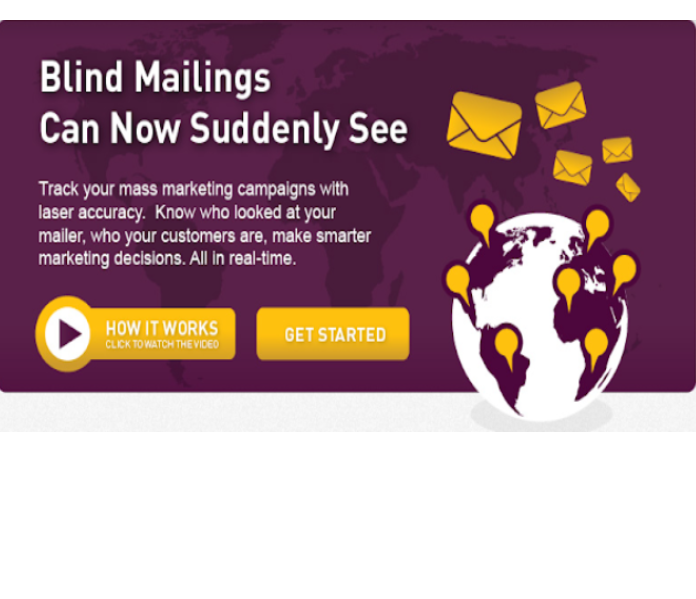 Blind Mailings
Can Now Suddenly See
Track your mass marketing campaigns with
laser accuracy.  Know who looked at your
mailer, who your customers are, make smarter
marketing decisions. All in real-time.
HOW IT WORKS
CLICK TO WATCH THE VIDEO
GET STARTED